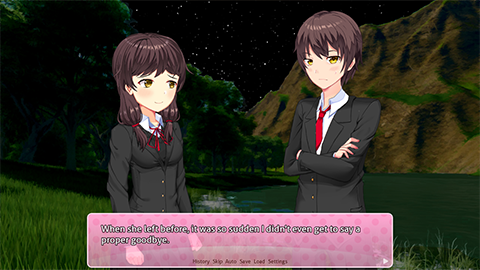 When she left before, it was so sudden I didn't even get to say a
proper goodbye.
History Skip Auto Save Load Settings